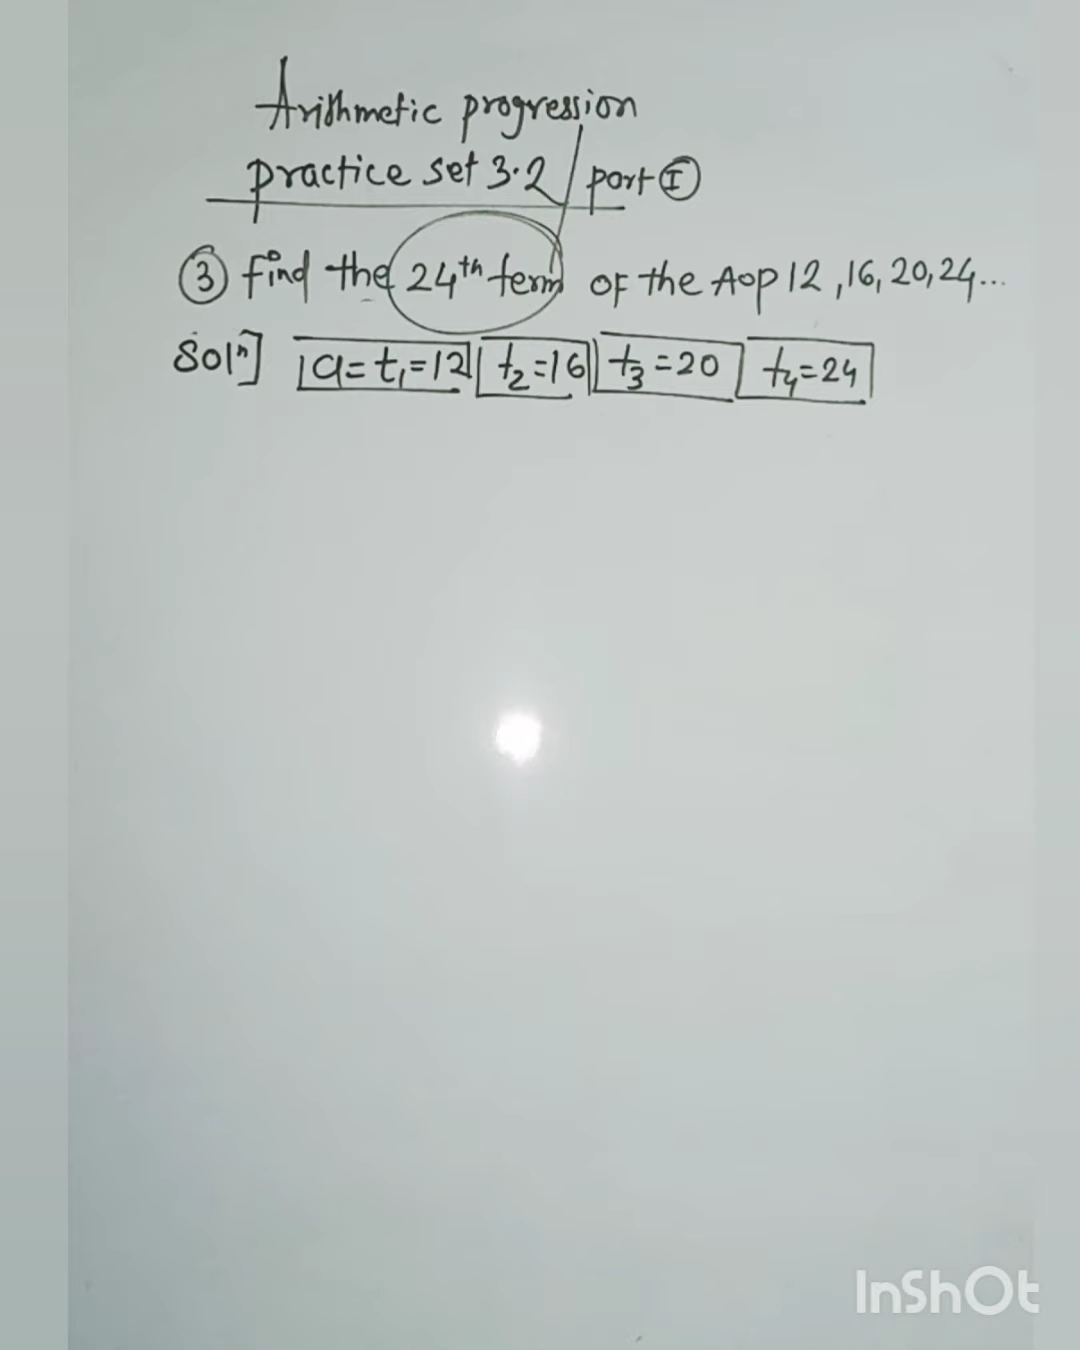 Arithmetic progression
practice set 3.2 / part I
3 find the 24th term of the A.P 12, 16, 20, 24...
Soln] a = t1 = 12 t2 = 16 t3 = 20 t4 = 24
InShOt